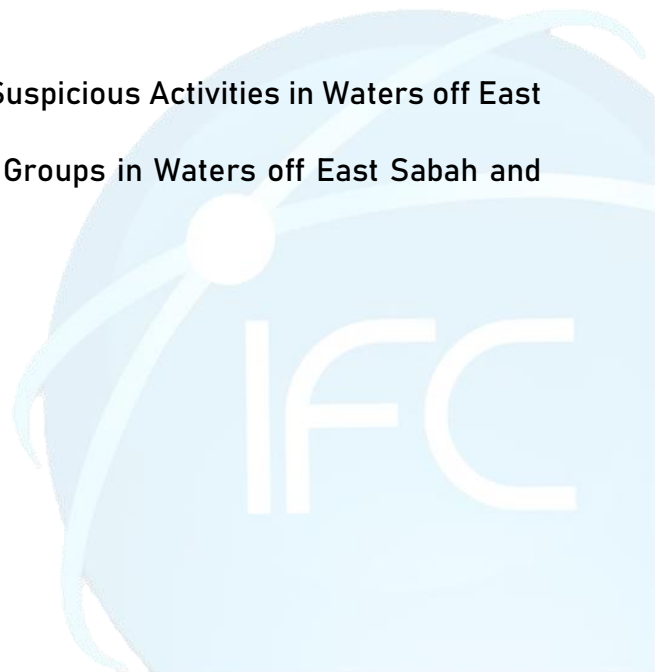 Suspicious Activities in Waters off East
Groups in Waters off East Sabah and
IFC